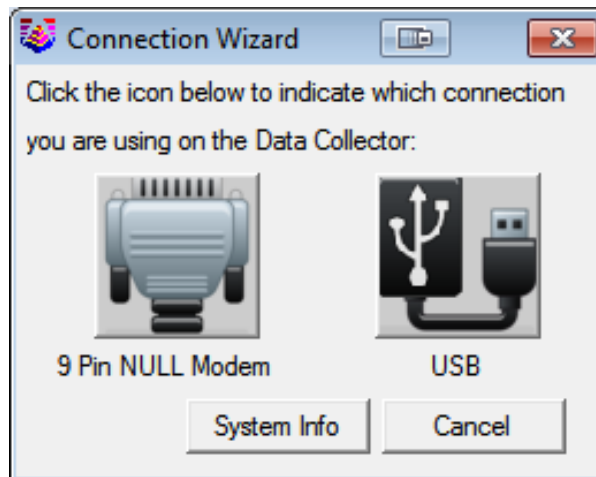 Connection Wizard
Click the icon below to indicate which connection
you are using on the Data Collector:
9 Pin NULL Modem
USB
System Info
Cancel